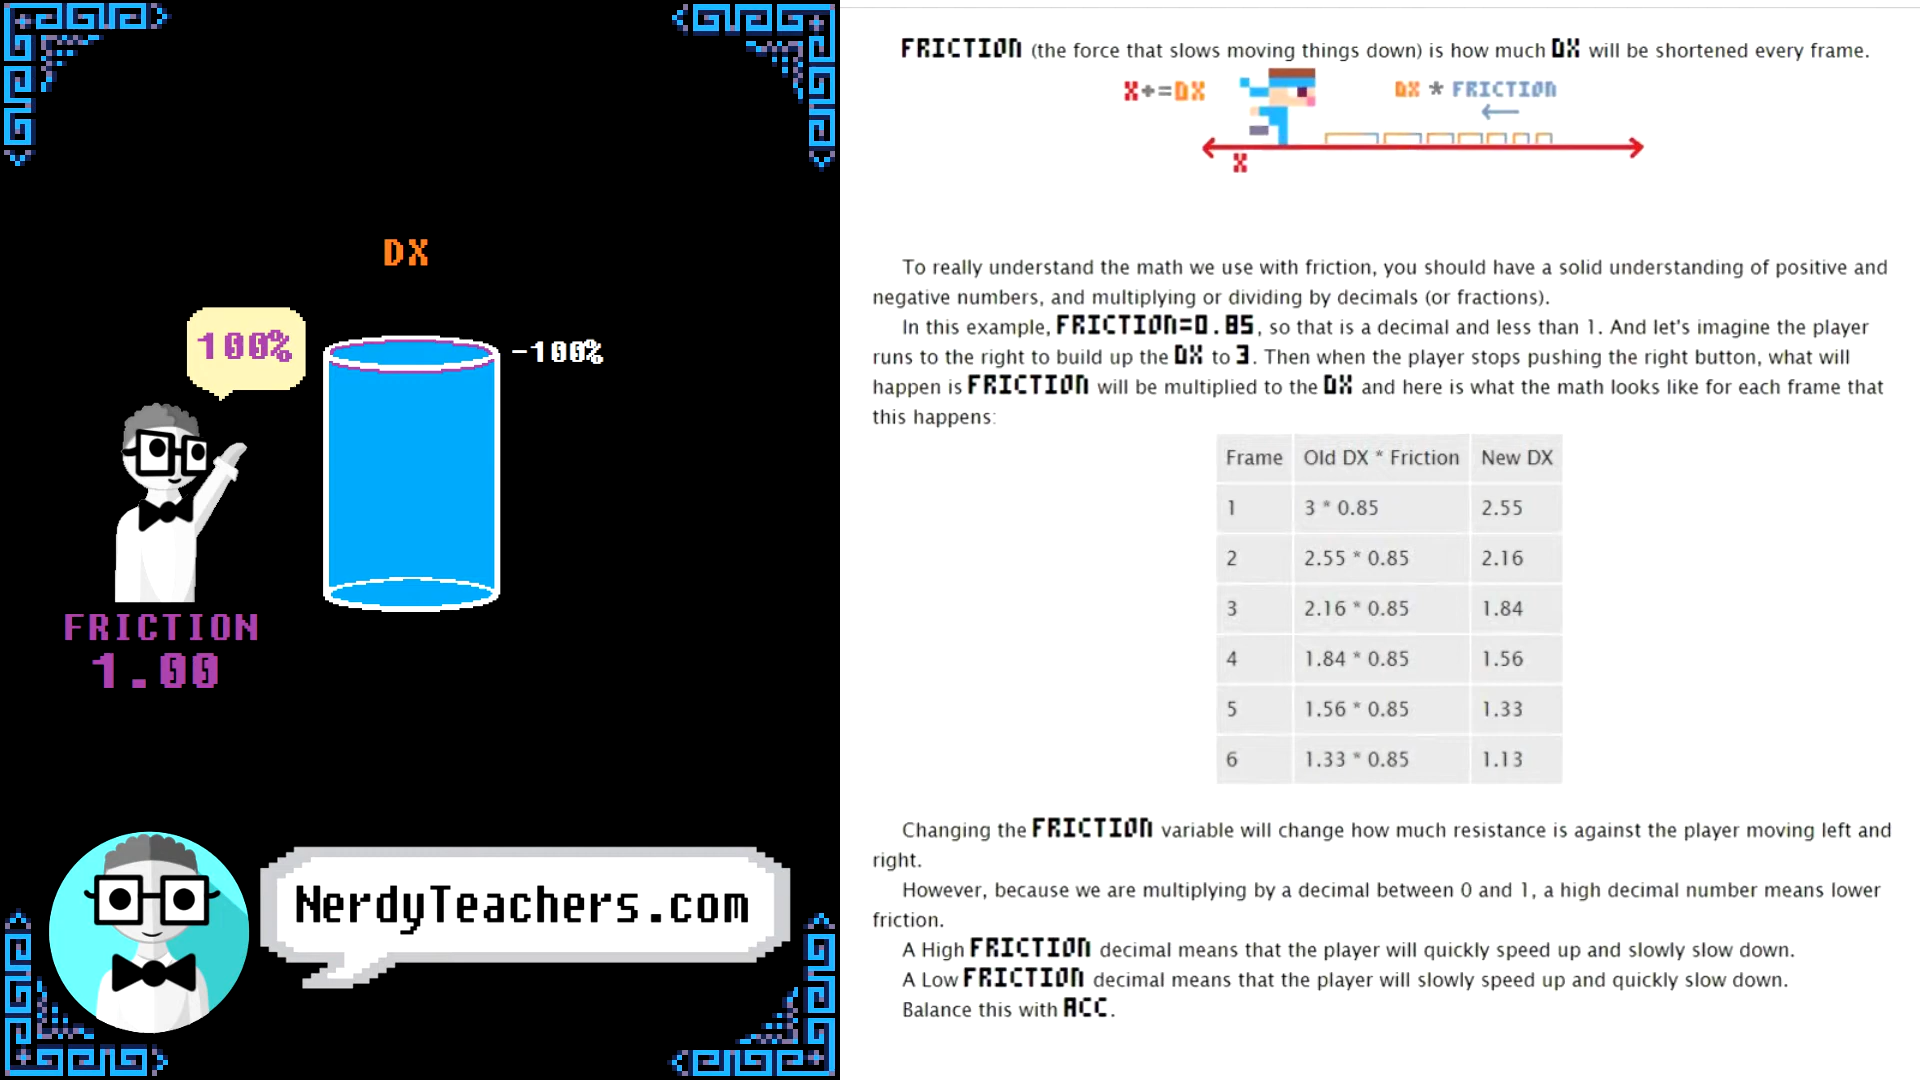 DX
100%
-100%
FRICTION
1.00
NerdyTeachers.com
FRICTION (the force that slows moving things down) is how much DX will be shortened every frame.
X+=DX
DX * FRICTION
X
To really understand the math we use with friction, you should have a solid understanding of positive and
negative numbers, and multiplying or dividing by decimals (or fractions).
In this example, FRICTION=0.85, so that is a decimal and less than 1. And let's imagine the player
runs to the right to build up the DX to 3. Then when the player stops pushing the right button, what will
happen is FRICTION will be multiplied to the DX and here is what the math looks like for each frame that
this happens:
Frame Old DX * Friction New DX
1 3 * 0.85 2.55
2 2.55 * 0.85 2.16
3 2.16 * 0.85 1.84
4 1.84 * 0.85 1.56
5 1.56 * 0.85 1.33
6 1.33 * 0.85 1.13
Changing the FRICTION variable will change how much resistance is against the player moving left and
right.
However, because we are multiplying by a decimal between 0 and 1, a high decimal number means lower
friction.
A High FRICTION decimal means that the player will quickly speed up and slowly slow down.
A Low FRICTION decimal means that the player will slowly speed up and quickly slow down.
Balance this with ACC.